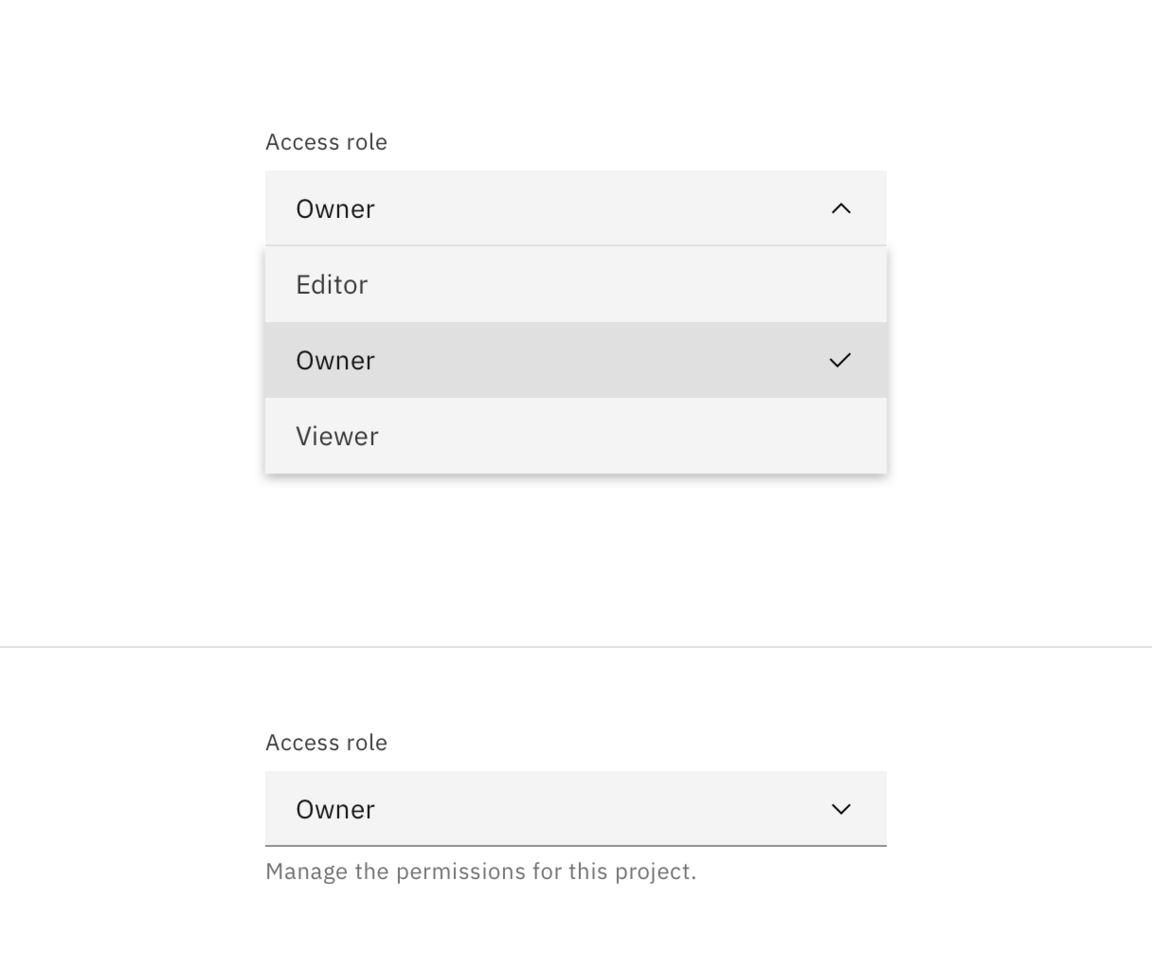 Access role
Owner
Editor
Owner
Viewer
Access role
Owner
Manage the permissions for this project.